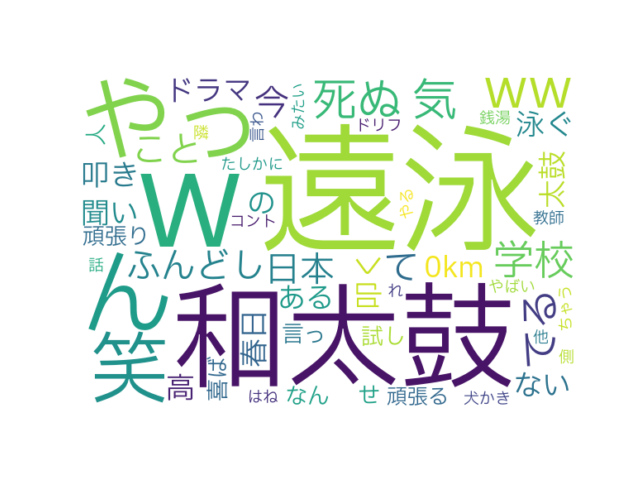 やっ
ドラマ
今
みたい
死ぬ
気
ww
銭湯
人
こと
隣
言わ
ドリフ
泳ぐ
叩き
たしかに
w
遠泳
太鼓
聞い
の
コント
やる
教師
頑張り
ん
ふんどし
日本
叩く
て
0km
学校
話
ある
れ
やばい
笑
和太鼓
てる
春日
言っ
試し
他
ちゃう
高
喜ば
はね
なん
せ
頑張る
犬かき
ない